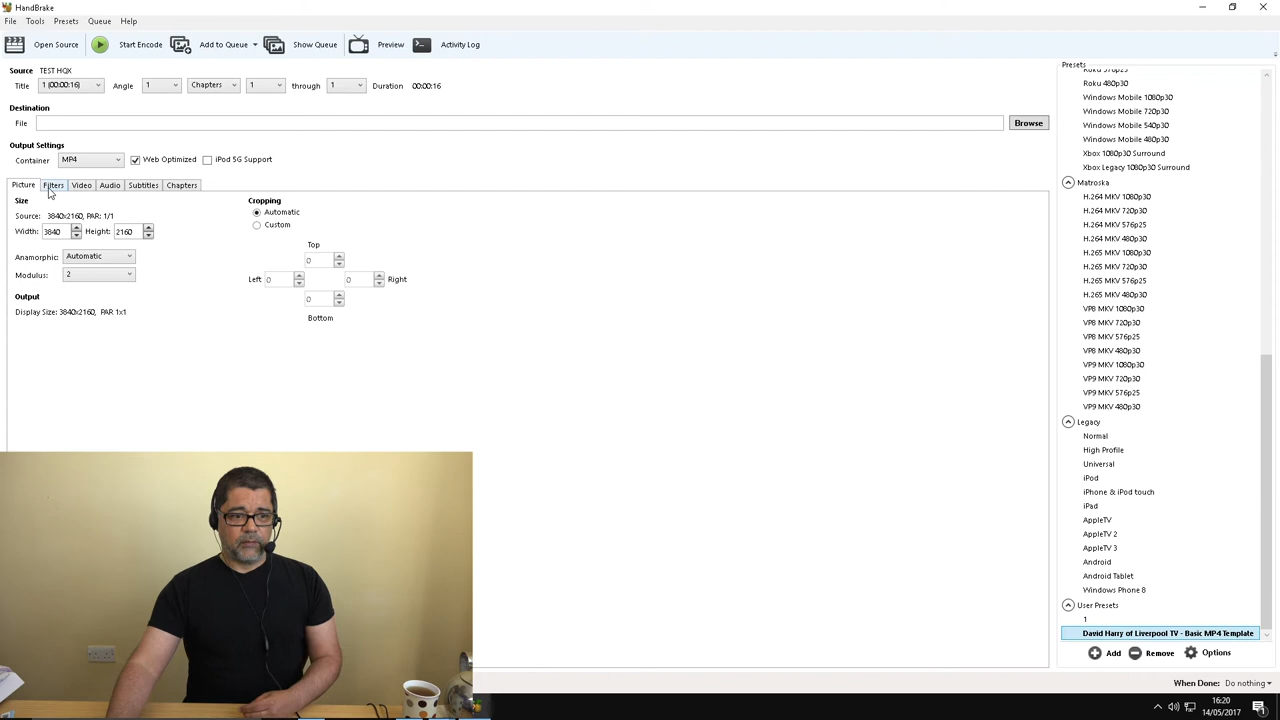 HandBrake
File Tools Presets Queue Help
Open Source Start Encode Add to Queue Show Queue Preview Activity Log
Source TEST HQX
Title 1 (00:00:16) Angle 1 Chapters 1 through 1 Duration 00:00:16
Destination
File Browse
Output Settings
Container MP4 Web Optimized iPod 5G Support
Picture Filters Video Audio Subtitles Chapters
Size
Source: 3840x2160, PAR: 1/1
Width: 3840 Height: 2160
Anamorphic: Automatic
Modulus: 2
Output
Display Size: 3840x2160, PAR 1x1
Cropping
Automatic
Custom
Top
0
Left 0 0 Right
0
Bottom
Presets
Roku 576p25
Roku 480p30
Windows Mobile 1080p30
Windows Mobile 720p30
Windows Mobile 540p30
Windows Mobile 480p30
Xbox 1080p30 Surround
Xbox Legacy 1080p30 Surround
Matroska
H.264 MKV 1080p30
H.264 MKV 720p30
H.264 MKV 576p25
H.264 MKV 480p30
H.265 MKV 1080p30
H.265 MKV 720p30
H.265 MKV 576p25
H.265 MKV 480p30
VP8 MKV 1080p30
VP8 MKV 720p30
VP8 MKV 576p25
VP8 MKV 480p30
VP9 MKV 1080p30
VP9 MKV 720p30
VP9 MKV 576p25
VP9 MKV 480p30
Legacy
Normal
High Profile
Universal
iPod
iPhone & iPod touch
iPad
AppleTV
AppleTV 2
AppleTV 3
Android
Android Tablet
Windows Phone 8
User Presets
1
David Harry of Liverpool TV - Basic MP4 Template
Add Remove Options
When Done: Do nothing
16:20
14/05/2017
1